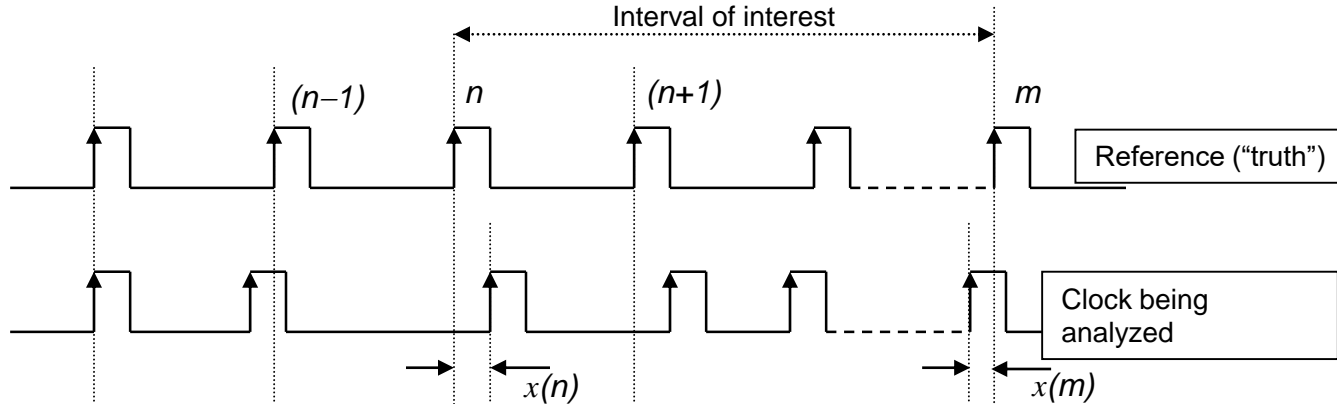 Interval of interest
(n−1)
n
(n+1)
m
Reference (“truth”)
Clock being
analyzed
x(n)
x(m)